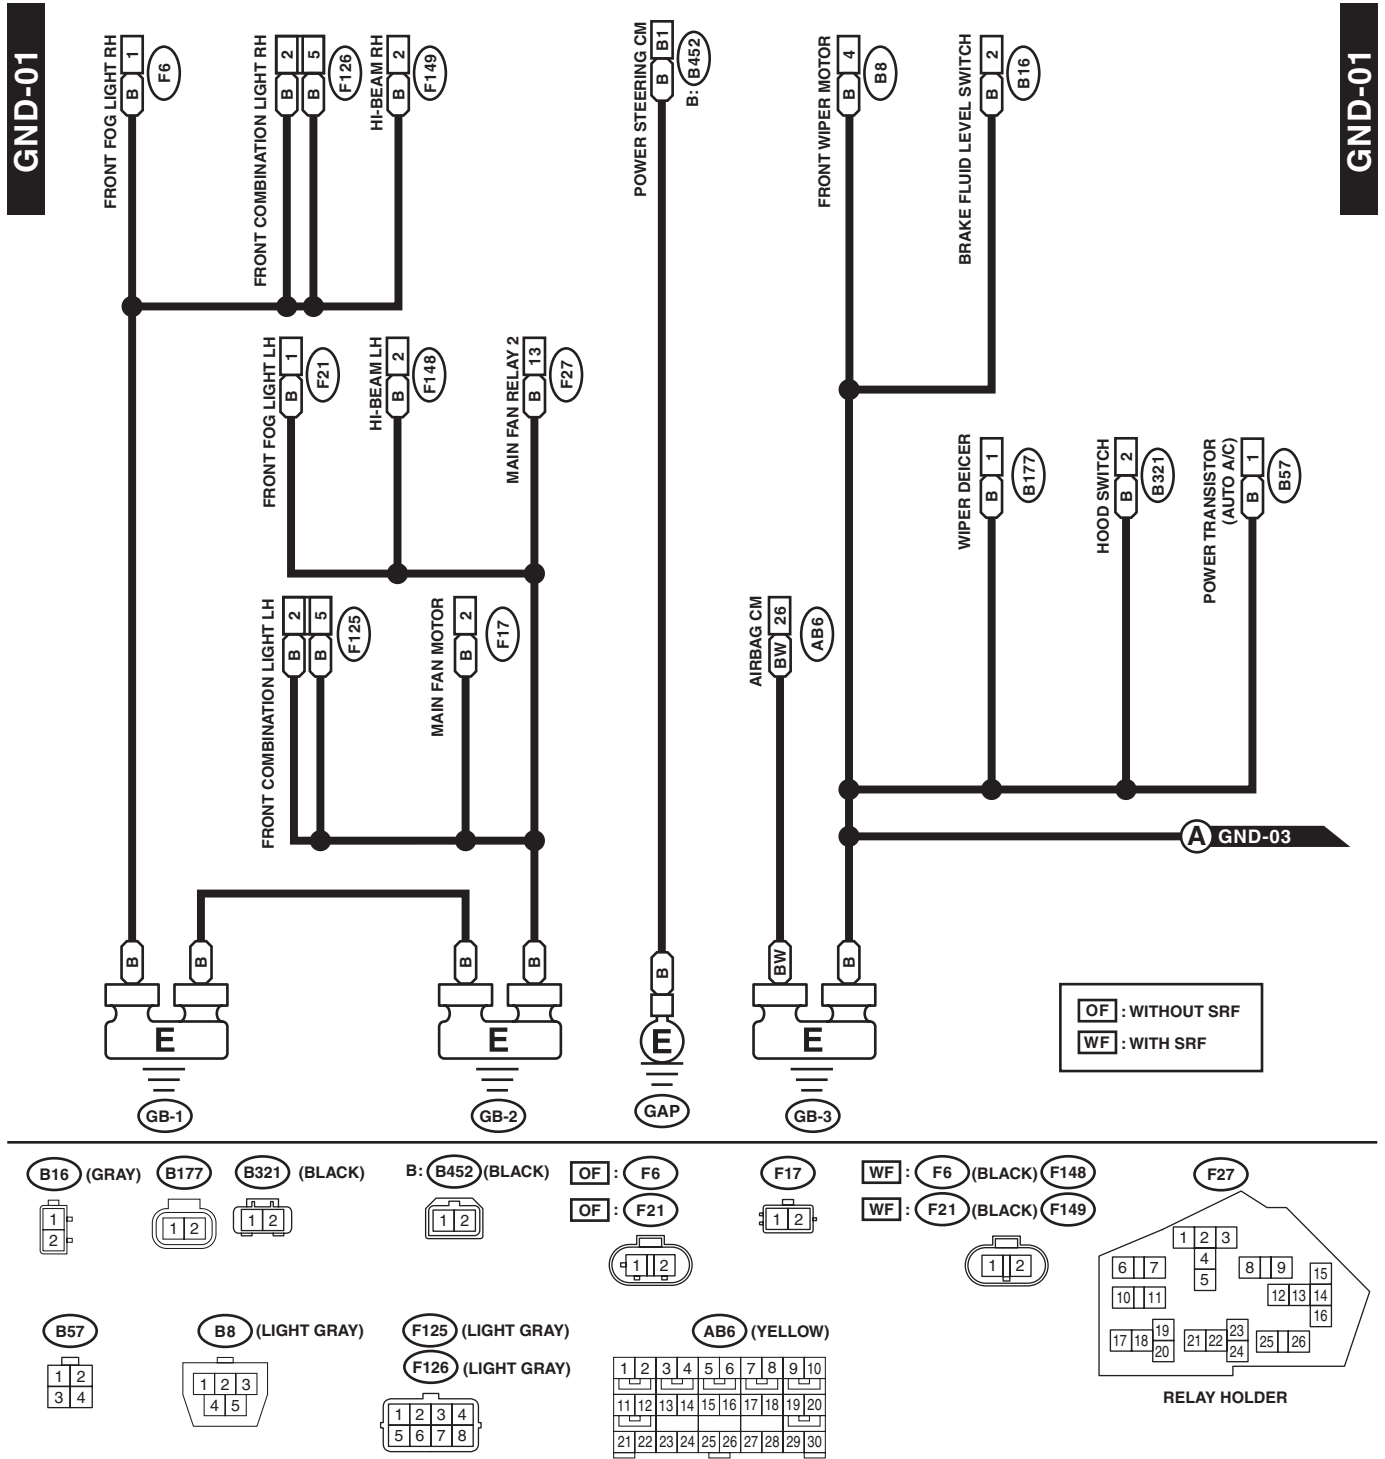 GND-01
GND-01
FRONT FOG LIGHT RH
1
B
F6
FRONT COMBINATION LIGHT RH
2 5
B B
F126
HI-BEAM RH
2
B
F149
POWER STEERING CM
B1
B
B: B452
FRONT WIPER MOTOR
4
B
B8
BRAKE FLUID LEVEL SWITCH
2
B
B16
FRONT FOG LIGHT LH
1
B
F21
HI-BEAM LH
2
B
F148
MAIN FAN RELAY 2
13
B
F27
WIPER DEICER
1
B
B177
HOOD SWITCH
2
B
B321
POWER TRANSISTOR
(AUTO A/C)
1
B
B57
FRONT COMBINATION LIGHT LH
2 5
B B
F125
MAIN FAN MOTOR
2
B
F17
AIRBAG CM
26
BW
AB6
A GND-03
B B B B B BW B
E E E E
GB-1 GB-2 GAP GB-3
OF : WITHOUT SRF
WF : WITH SRF
B16 (GRAY)
1
2
B177
1 2
B321 (BLACK)
1 2
B: B452 (BLACK)
1 2
OF : F6
OF : F21
1 2
F17
1 2
WF : F6 (BLACK) F148
WF : F21 (BLACK) F149
1 2
F27
1 2 3
4
5
6 7
8 9
10 11
15
12 13 14
16
17 18 19
20
21 22 23
24
25 26
RELAY HOLDER
B57
1 2
3 4
B8 (LIGHT GRAY)
1 2 3
4 5
F125 (LIGHT GRAY)
F126 (LIGHT GRAY)
1 2 3 4
5 6 7 8
AB6 (YELLOW)
1 2 3 4 5 6 7 8 9 10
11 12 13 14 15 16 17 18 19 20
21 22 23 24 25 26 27 28 29 30